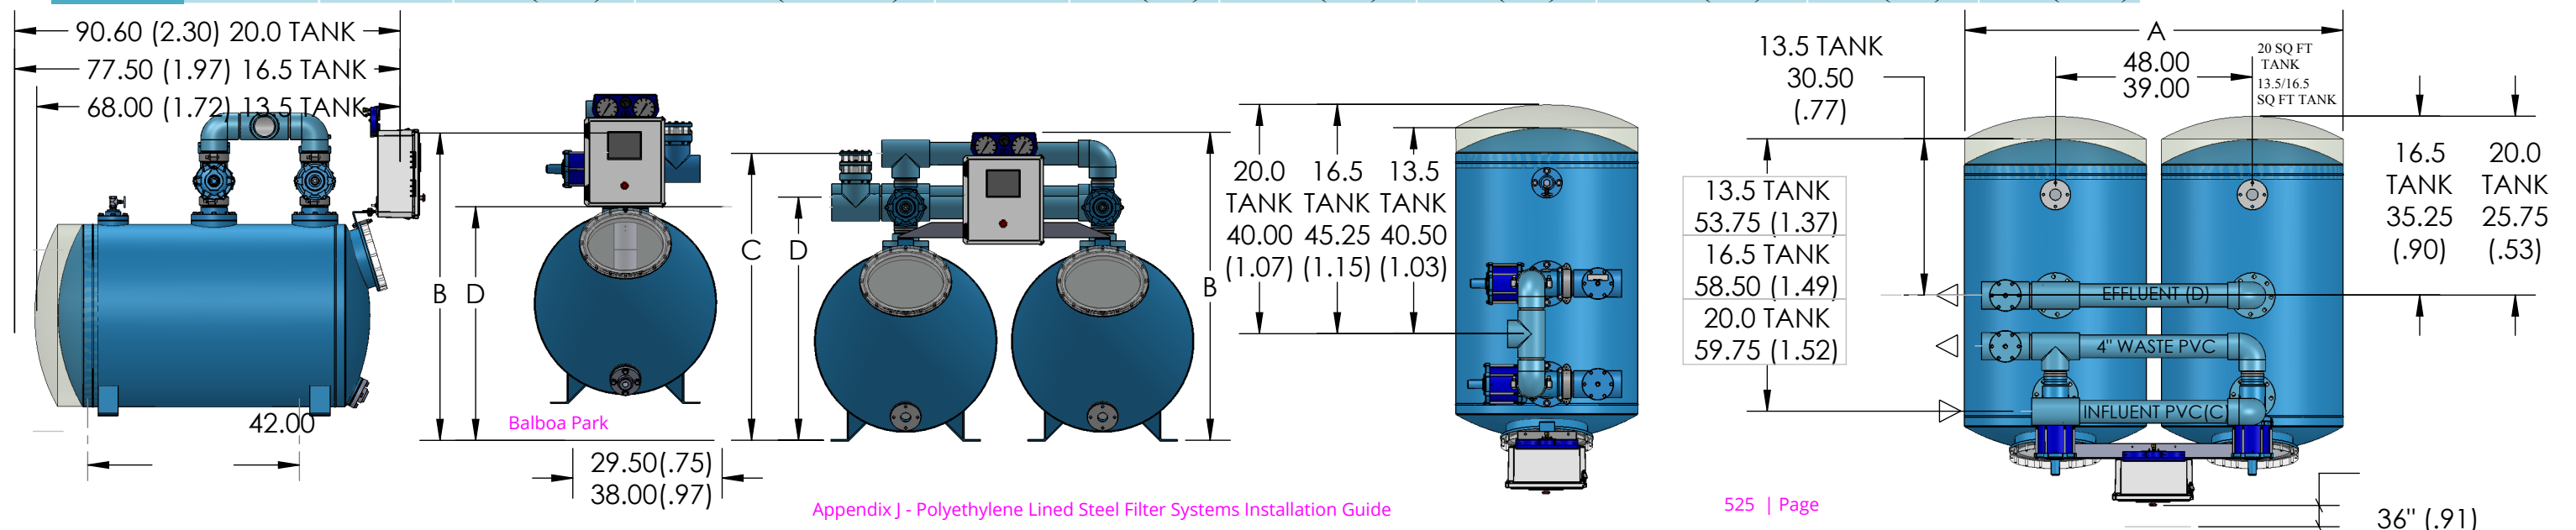 90.60 (2.30) 20.0 TANK
77.50 (1.97) 16.5 TANK
68.00 (1.72) 13.5 TANK
42.00
B
D
Balboa Park
29.50(.75)
38.00(.97)
C
D
B
20.0
TANK
40.00
(1.07)
16.5
TANK
45.25
(1.15)
13.5
TANK
40.50
(1.03)
13.5 TANK
30.50
(.77)
13.5 TANK
53.75 (1.37)
16.5 TANK
58.50 (1.49)
20.0 TANK
59.75 (1.52)
A
48.00
39.00
20 SQ FT
TANK
13.5/16.5
SQ FT TANK
16.5
TANK
35.25
(.90)
20.0
TANK
25.75
(.53)
EFFLUENT (D)
4" WASTE PVC
INFLUENT PVC(C)
36" (.91)
Appendix J - Polyethylene Lined Steel Filter Systems Installation Guide
525 | Page